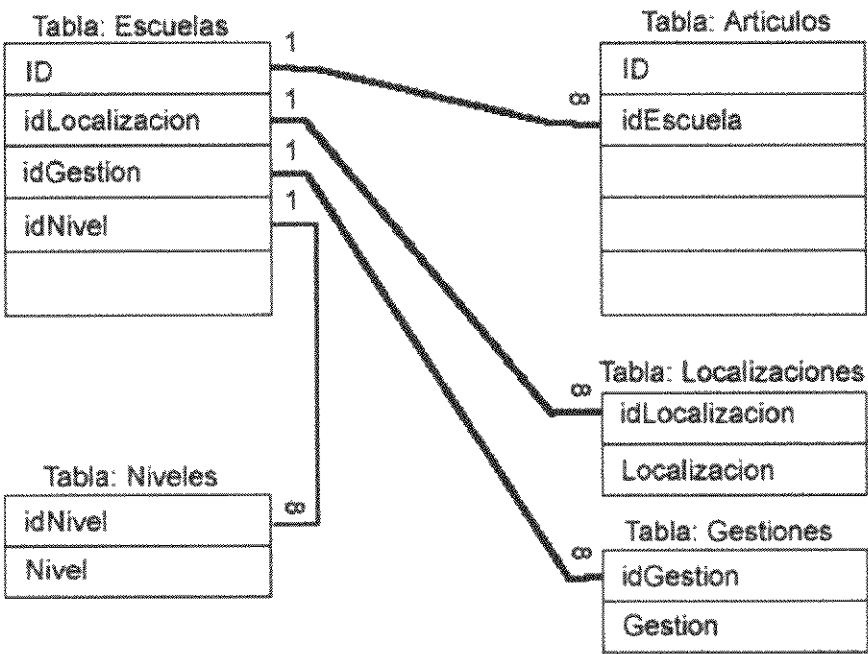 Tabla: Escuelas
ID
idLocalizacion
idGestion
idNivel
1
1
1
1
Tabla: Articulos
ID
idEscuela
∞
Tabla: Localizaciones
∞
idLocalizacion
Localizacion
Tabla: Niveles
idNivel
∞
Nivel
Tabla: Gestiones
∞
idGestion
Gestion